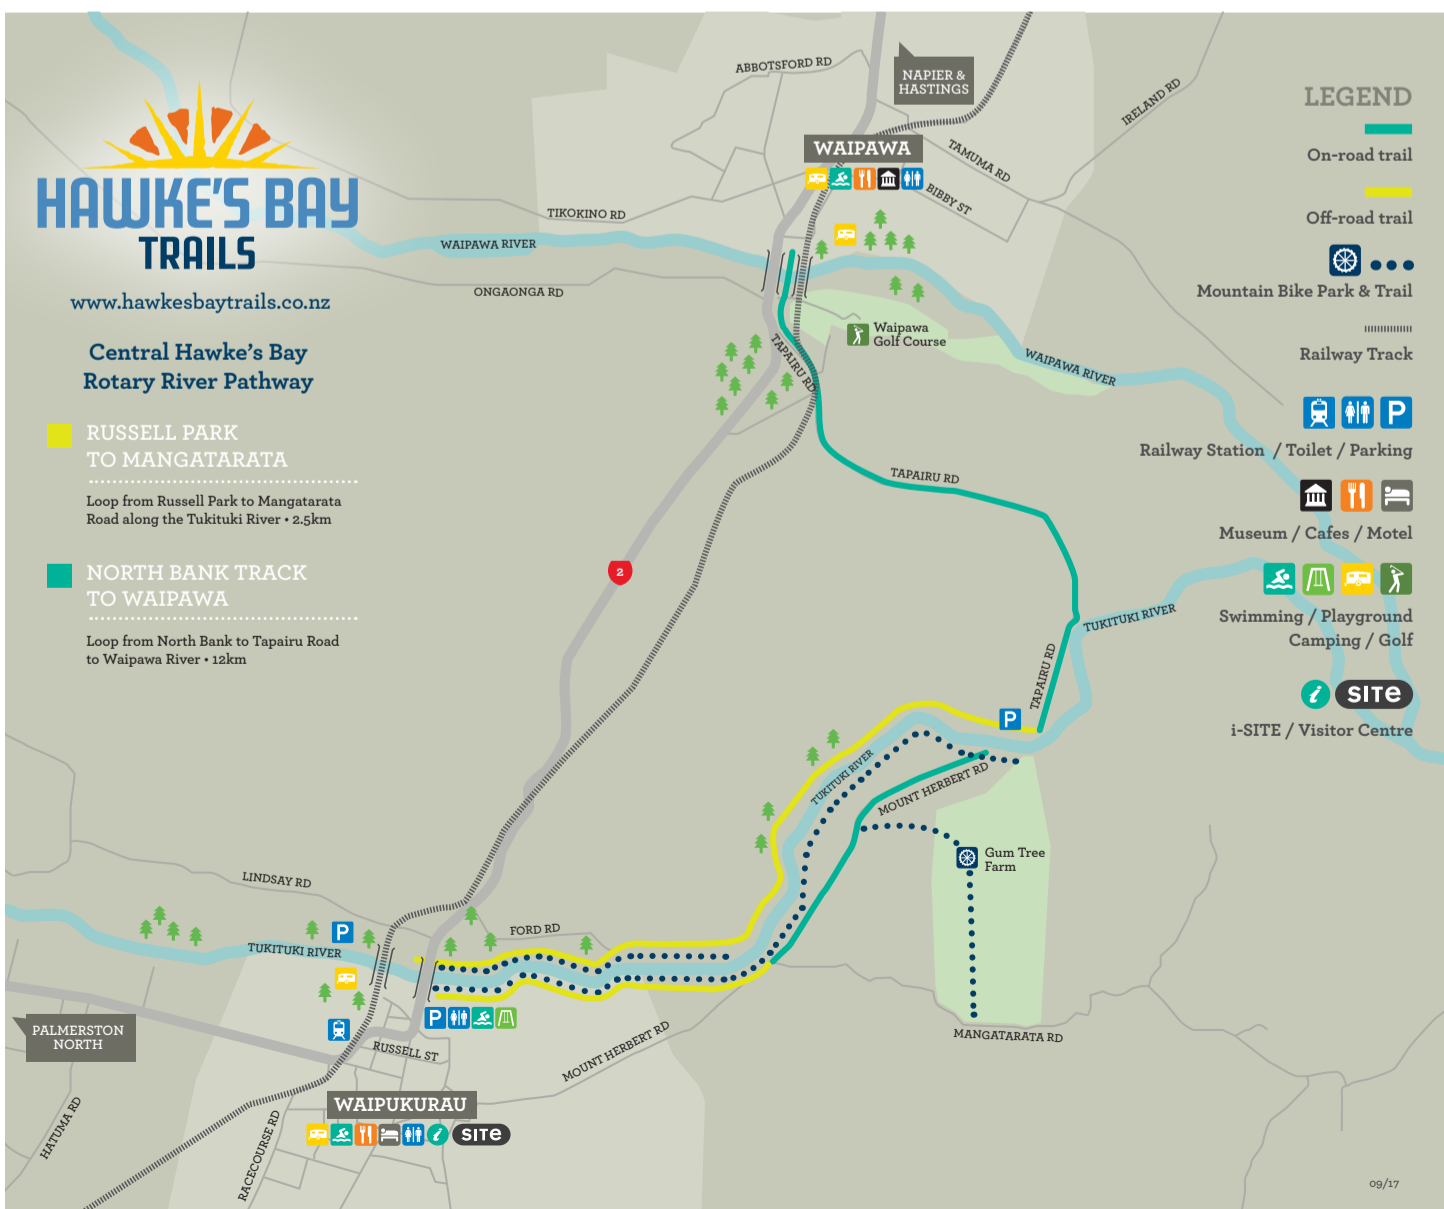 HAWKE'S BAY
TRAILS
www.hawkesbaytrails.co.nz
Central Hawke's Bay
Rotary River Pathway
RUSSELL PARK
TO MANGATARATA
Loop from Russell Park to Mangatarata
Road along the Tukituki River • 2.5km
NORTH BANK TRACK
TO WAIPAWA
Loop from North Bank to Tapairu Road
to Waipawa River • 12km
ABBOTSFORD RD
NAPIER &
HASTINGS
IRELAND RD
WAIPAWA
TAMUMA RD
BIBBY ST
TIKOKINO RD
WAIPAWA RIVER
ONGAONGA RD
Waipawa
Golf Course
TAPAIRU RD
WAIPAWA RIVER
TAPAIRU RD
2
TUKITUKI RIVER
TAPAIRU RD
P
TUKITUKI RIVER
MOUNT HERBERT RD
Gum Tree
Farm
LINDSAY RD
P
FORD RD
TUKITUKI RIVER
P
PALMERSTON
NORTH
RUSSELL ST
MOUNT HERBERT RD
MANGATARATA RD
WAIPUKURAU
i SITE
HATUMA RD
RACECOURSE RD
LEGEND
On-road trail
Off-road trail
Mountain Bike Park & Trail
Railway Track
P
Railway Station / Toilet / Parking
Museum / Cafes / Motel
Swimming / Playground
Camping / Golf
i SITE
i-SITE / Visitor Centre
09/17